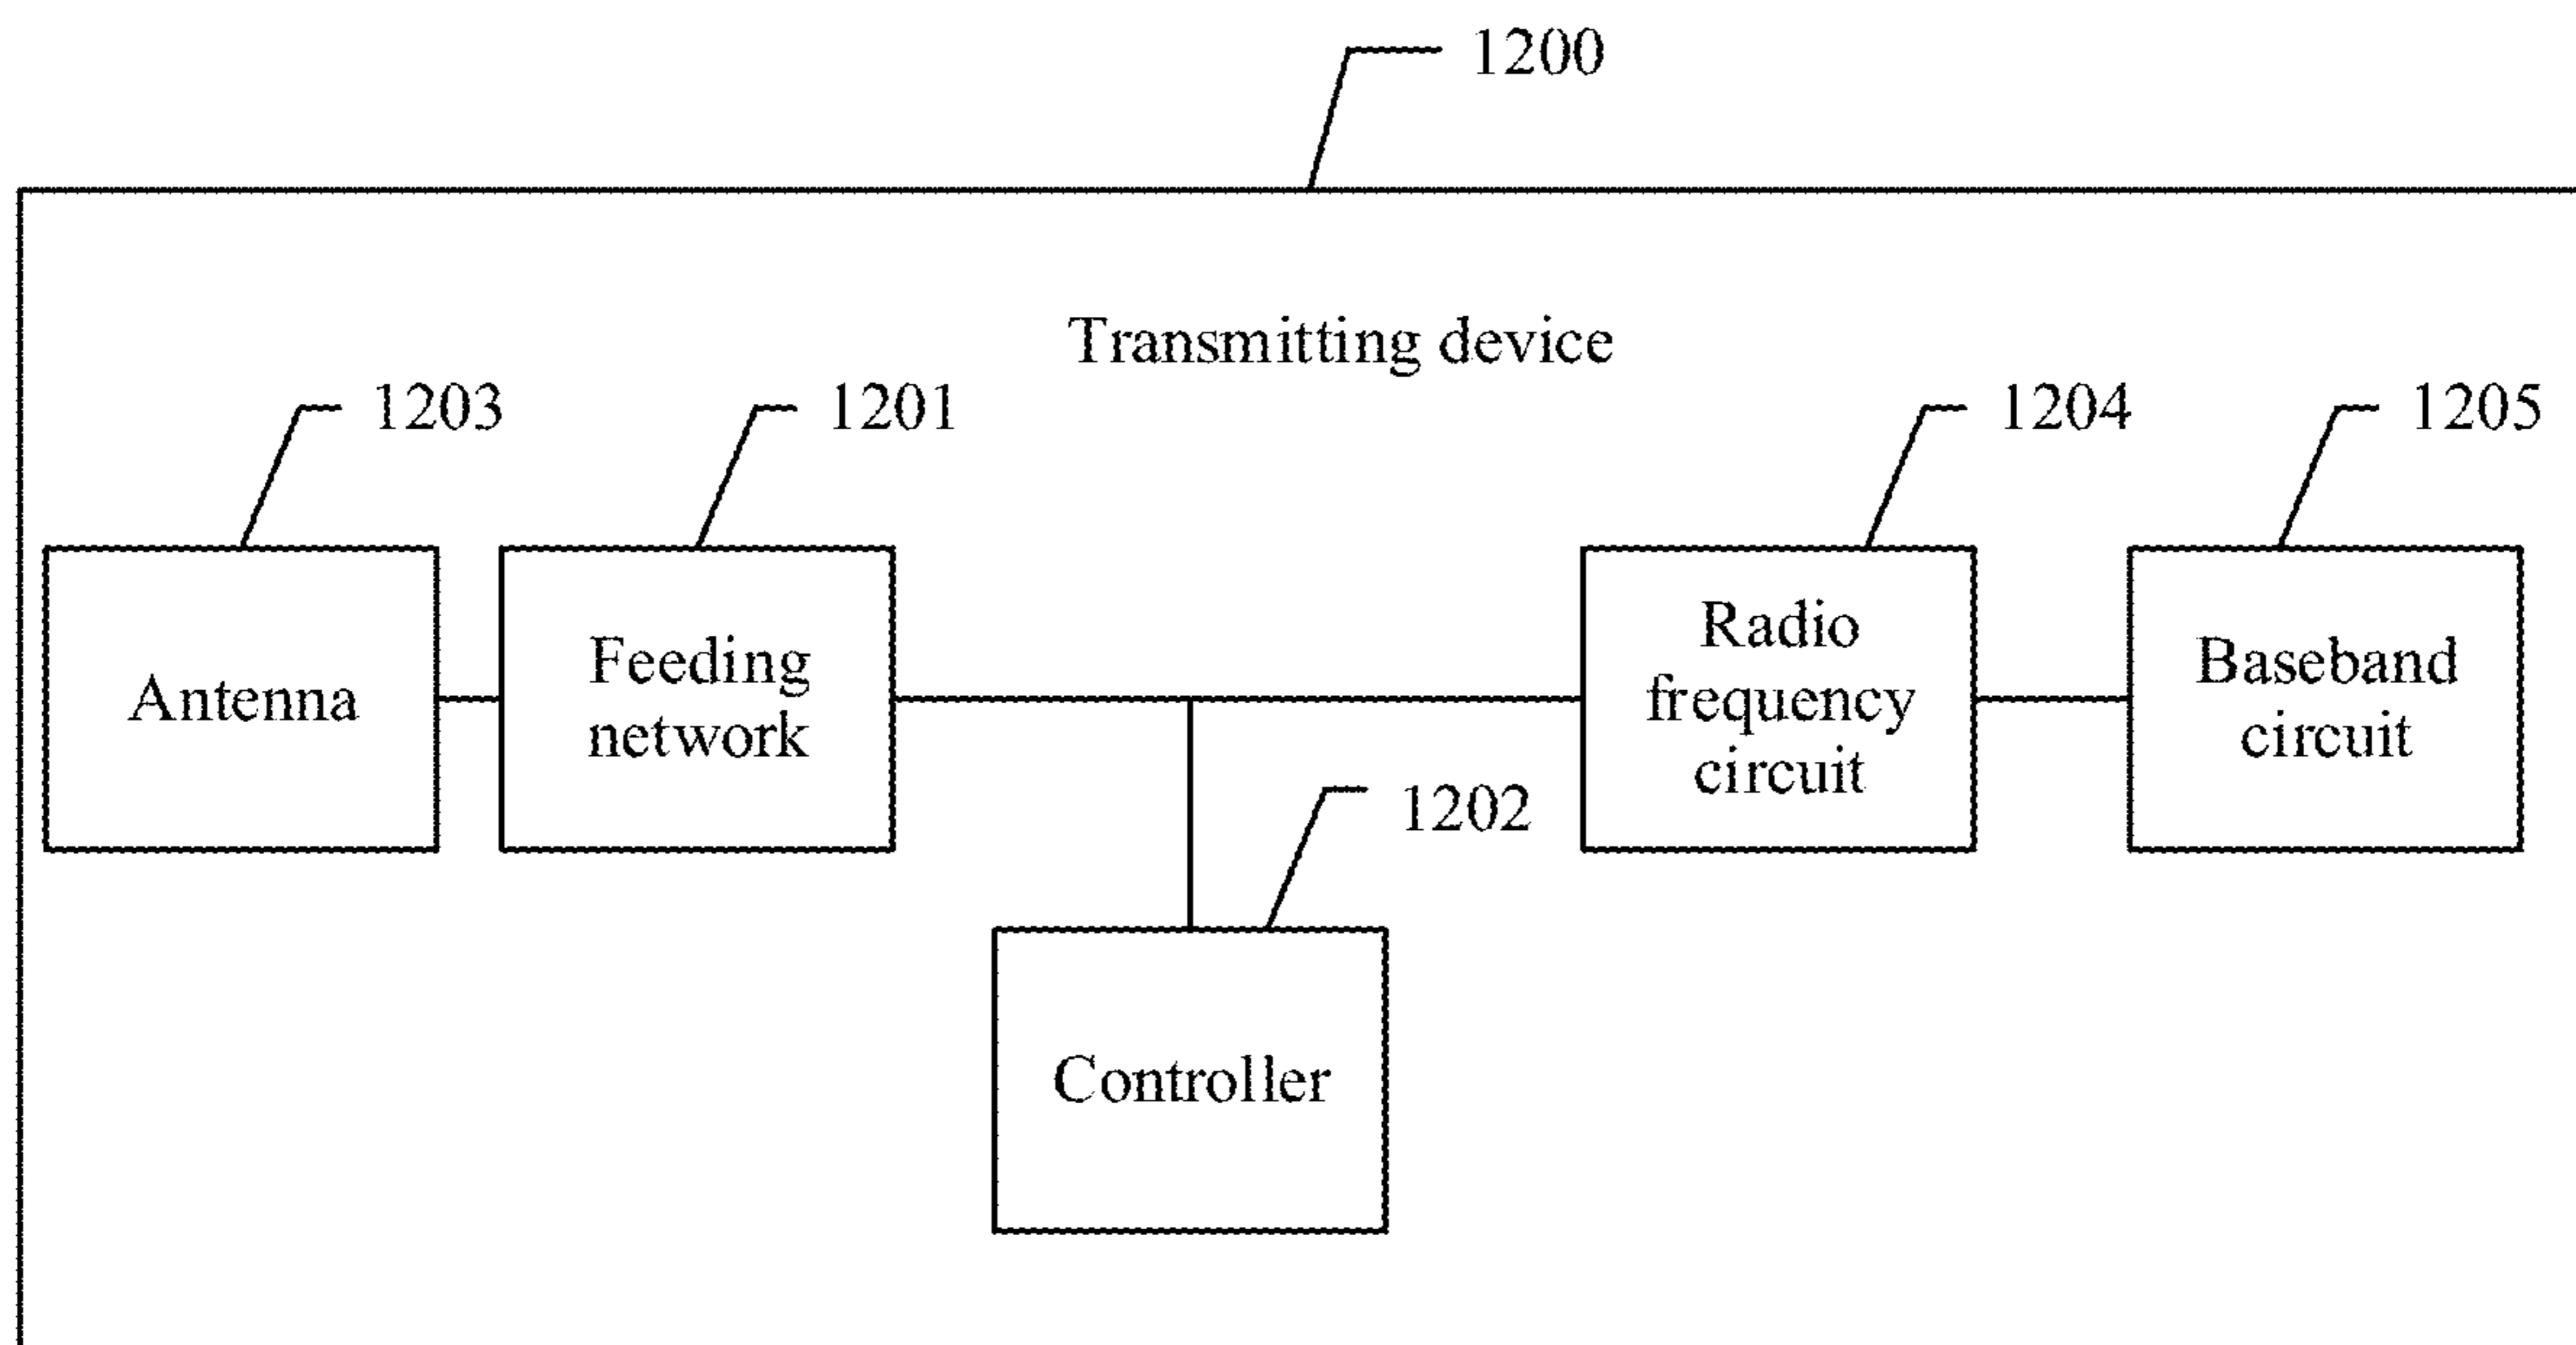 1200
Transmitting device
1203
1201
1204
1205
Antenna
Feeding
network
Radio
frequency
circuit
Baseband
circuit
1202
Controller